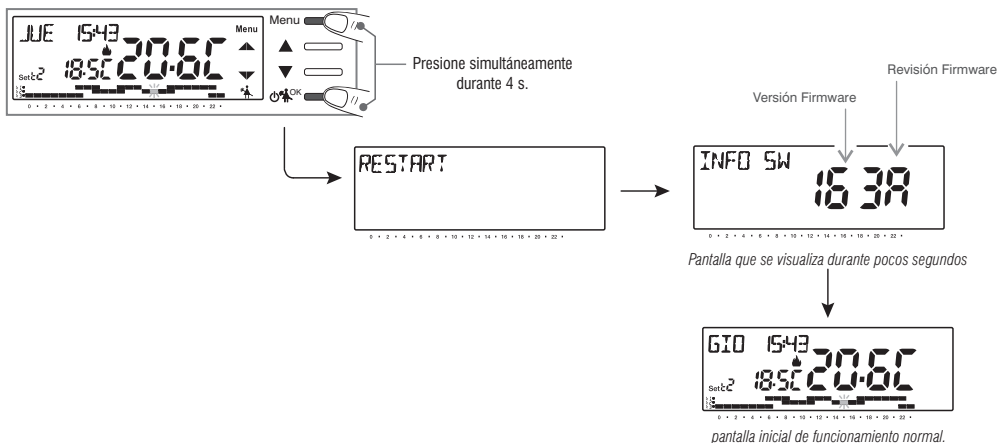 JUE 15:43
Menu
Set t2 18.5C 20.6C
0 • 2 • 4 • 6 • 8 • 10 • 12 • 14 • 16 • 18 • 20 • 22 •
Menu
OK
Presione simultáneamente
durante 4 s.
RESTART
0 • 2 • 4 • 6 • 8 • 10 • 12 • 14 • 16 • 18 • 20 • 22 •
Versión Firmware
Revisión Firmware
INFO SW
163A
0 • 2 • 4 • 6 • 8 • 10 • 12 • 14 • 16 • 18 • 20 • 22 •
Pantalla que se visualiza durante pocos segundos
GIO 15:43
Set t2 18.5C 20.6C
0 • 2 • 4 • 6 • 8 • 10 • 12 • 14 • 16 • 18 • 20 • 22 •
pantalla inicial de funcionamiento normal.